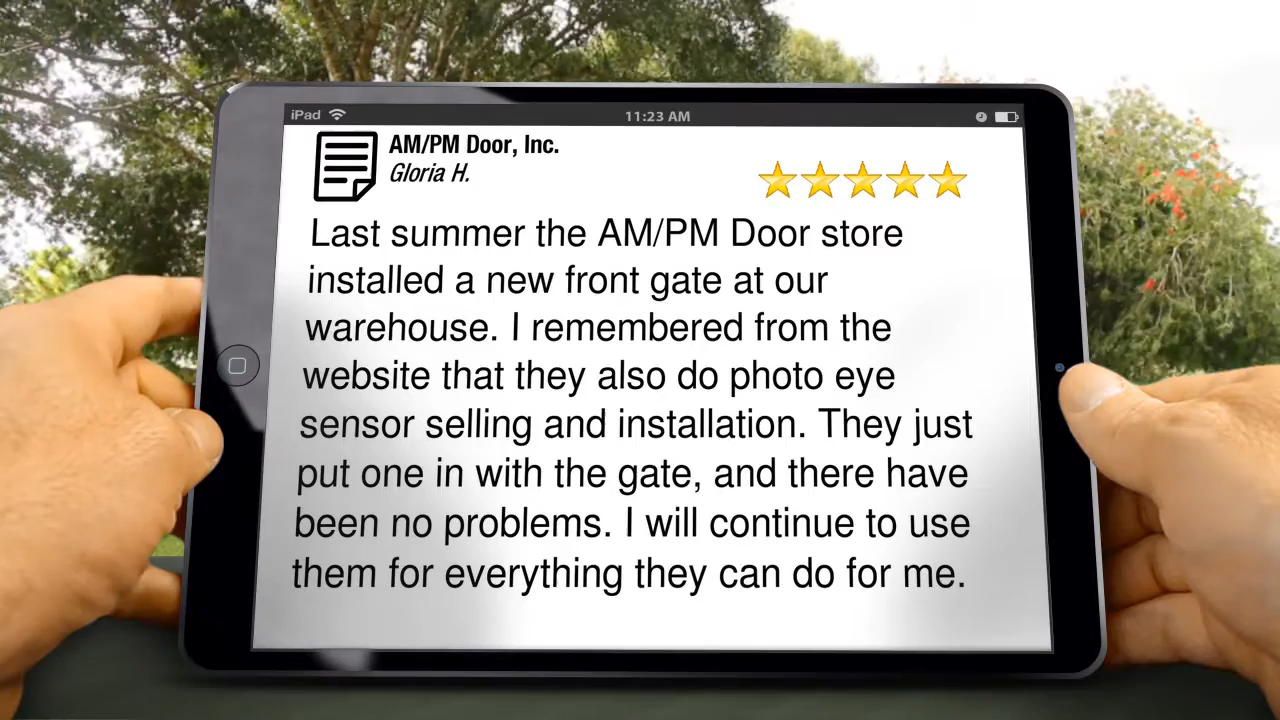 iPad 11:23 AM
AM/PM Door, Inc.
Gloria H.
Last summer the AM/PM Door store
installed a new front gate at our
warehouse. I remembered from the
website that they also do photo eye
sensor selling and installation. They just
put one in with the gate, and there have
been no problems. I will continue to use
them for everything they can do for me.